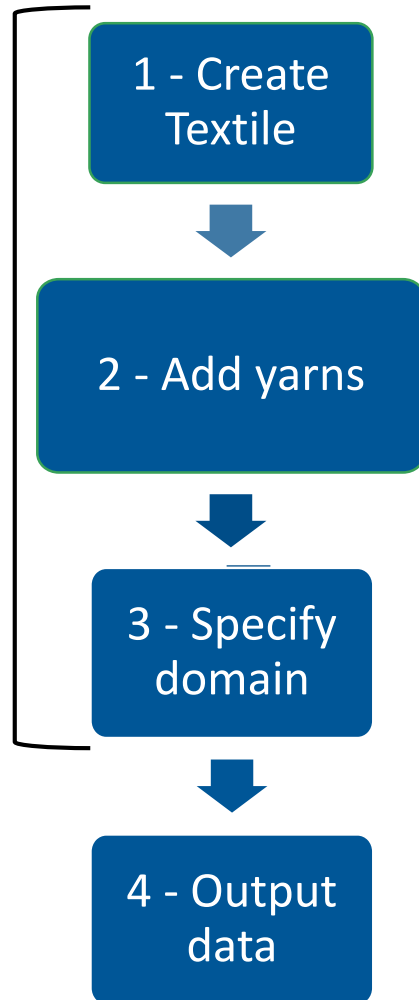 1 - Create
Textile
2 - Add yarns
3 - Specify
domain
4 - Output
data